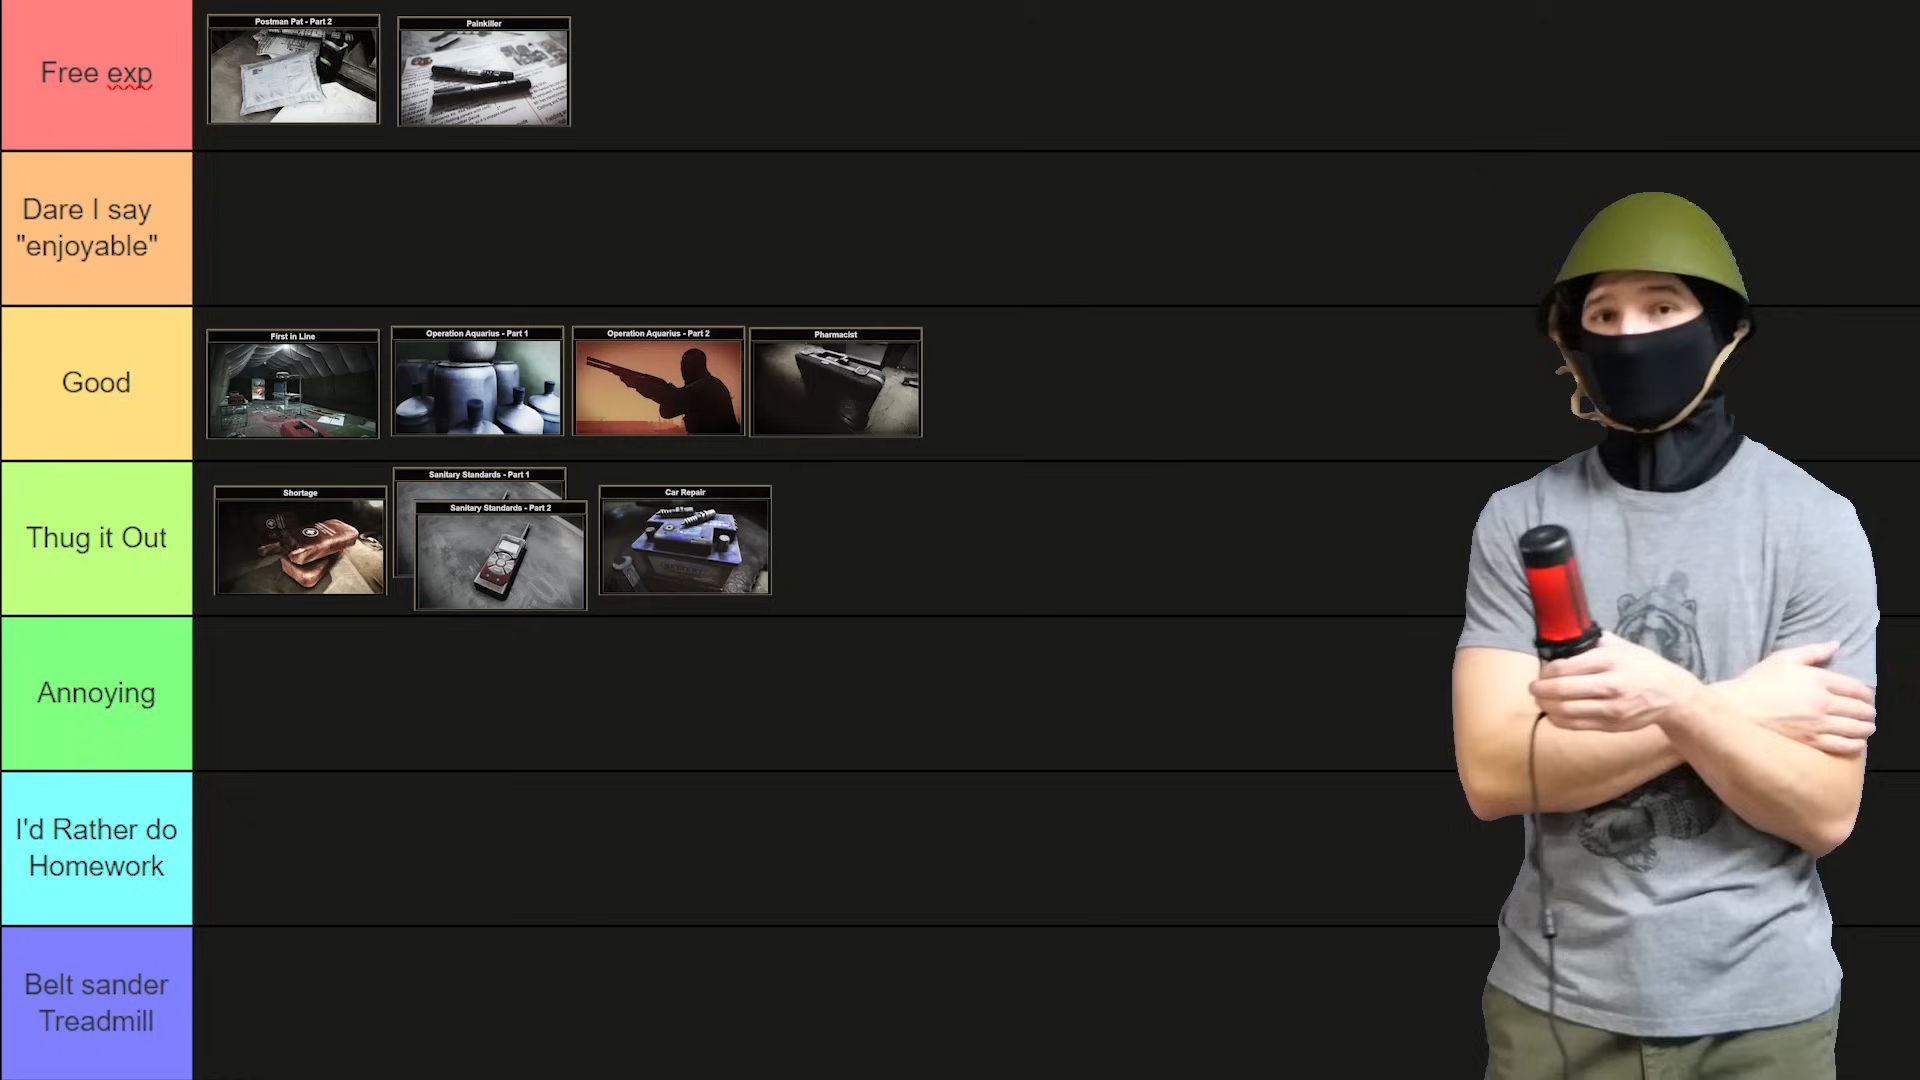 Free exp
Postman Pat - Part 2
Painkiller
Dare I say
"enjoyable"
Good
First in Line
Operation Aquarius - Part 1
Operation Aquarius - Part 2
Pharmacist
Thug it Out
Shortage
Sanitary Standards - Part 1
Sanitary Standards - Part 2
Car Repair
Annoying
I'd Rather do
Homework
Belt sander
Treadmill